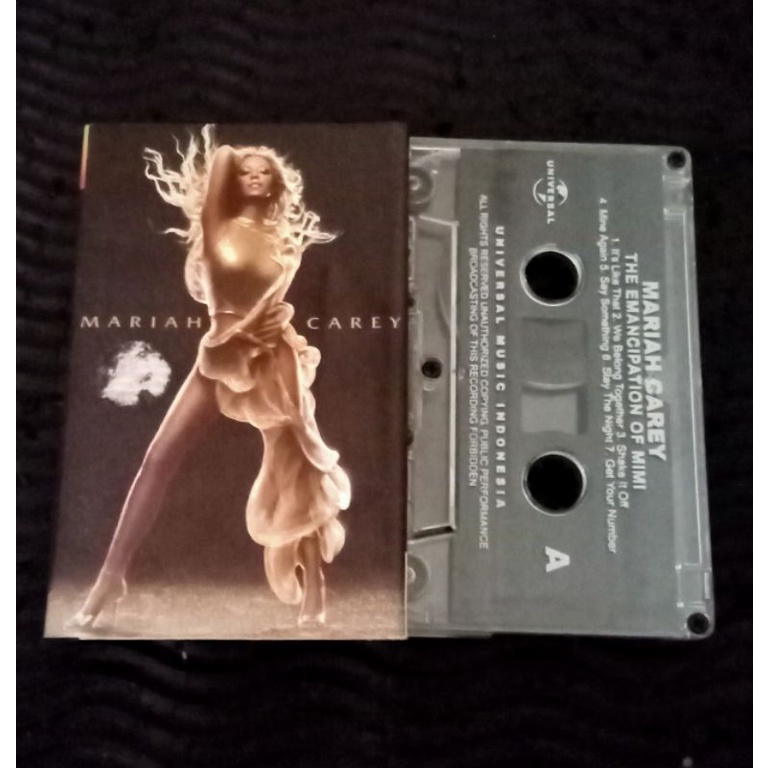 MARIAH CAREY
MARIAH CAREY
THE EMANCIPATION OF MIMI
1. It's Like That 2. We Belong Together 3. Shake It Off
4. Mine Again 5. Say Something 6. Stay The Night 7. Get Your Number
UNIVERSAL
UNIVERSAL MUSIC INDONESIA
ALL RIGHTS RESERVED UNAUTHORIZED COPYING, PUBLIC PERFORMANCE
BROADCASTING OF THIS RECORDING FORBIDDEN
A